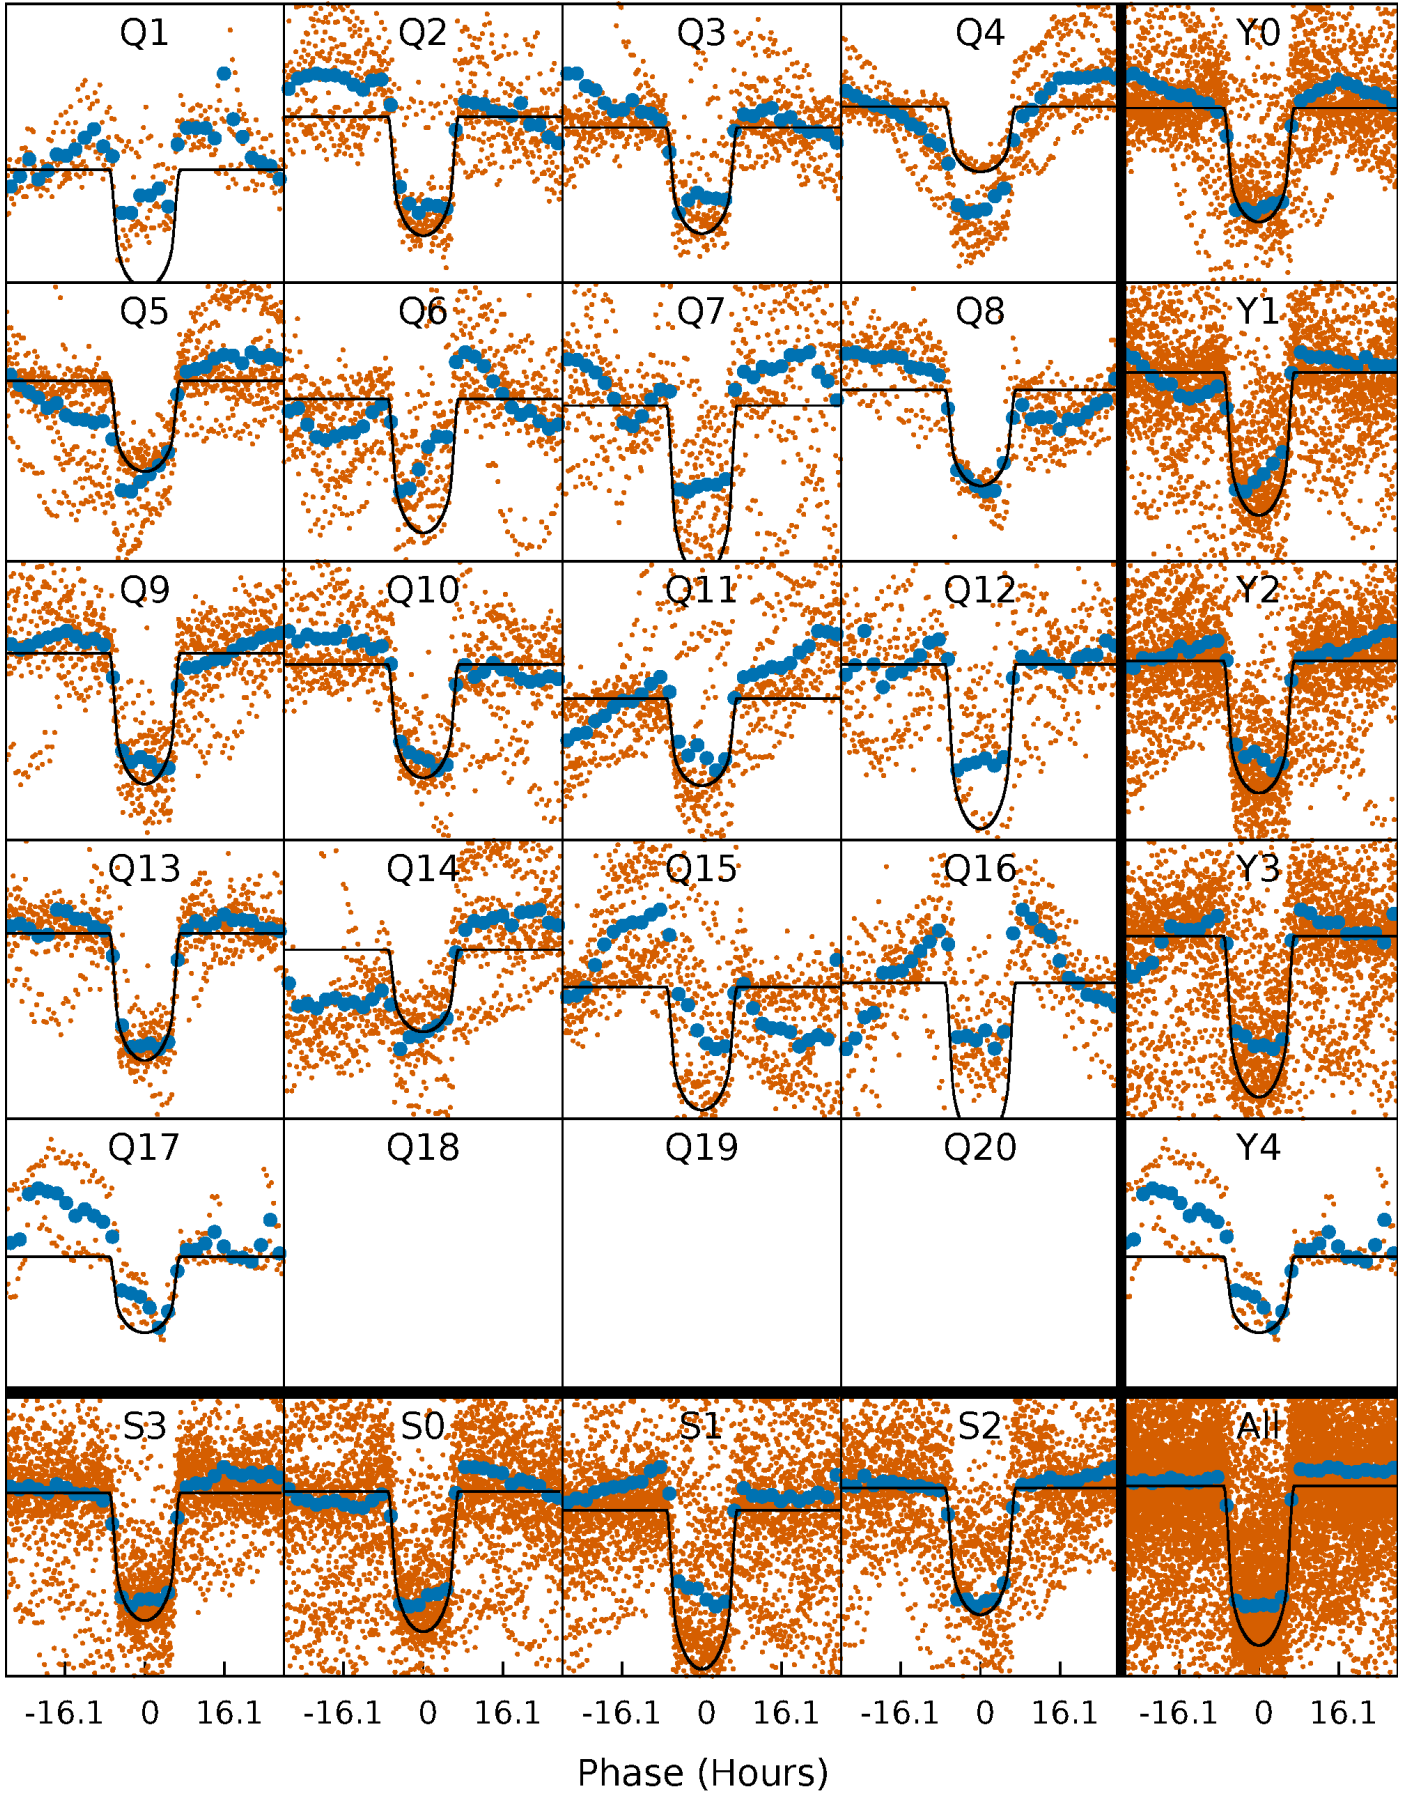 Q1 Q2 Q3 Q4 Y0
Q5 Q6 Q7 Q8 Y1
Q9 Q10 Q11 Q12 Y2
Q13 Q14 Q15 Q16 Y3
Q17 Q18 Q19 Q20 Y4
S3 S0 S1 S2 All
-16.1 0 16.1 -16.1 0 16.1 -16.1 0 16.1 -16.1 0 16.1 -16.1 0 16.1
Phase (Hours)